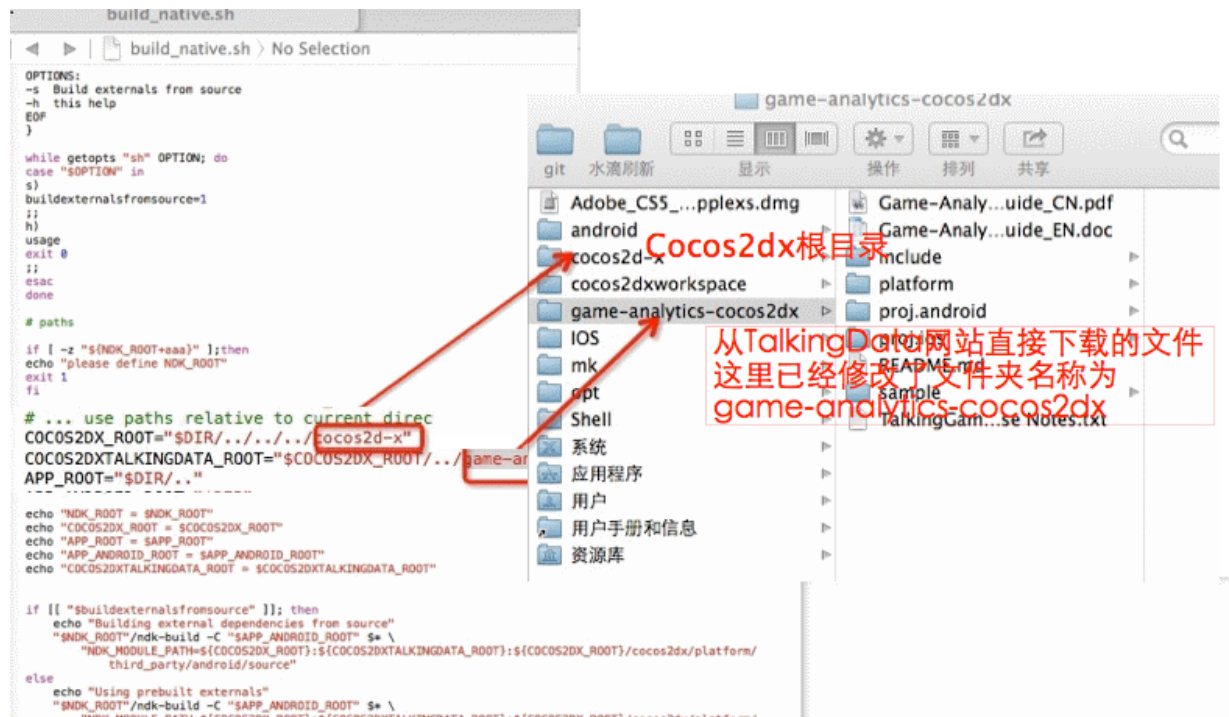 build_native.sh
build_native.sh 〉 No Selection
OPTIONS:
-s Build externals from source
-h this help
EOF
}
while getopts "sh" OPTION; do
case "$OPTION" in
s)
buildexternalsfromsource=1
;;
h)
usage
exit 0
;;
esac
done
# paths
if [ -z "${NDK_ROOT+aaa}" ];then
echo "please define NDK_ROOT"
exit 1
fi
# ... use paths relative to current direc
COCOS2DX_ROOT="$DIR/../../../cocos2d-x"
COCOS2DXTALKINGDATA_ROOT="$COCOS2DX_ROOT/../game-an
APP_ROOT="$DIR/.."
echo "NDK_ROOT = $NDK_ROOT"
echo "COCOS2DX_ROOT = $COCOS2DX_ROOT"
echo "APP_ROOT = $APP_ROOT"
echo "APP_ANDROID_ROOT = $APP_ANDROID_ROOT"
echo "COCOS2DXTALKINGDATA_ROOT = $COCOS2DXTALKINGDATA_ROOT"
if [[ "$buildexternalsfromsource" ]]; then
echo "Building external dependencies from source"
"$NDK_ROOT"/ndk-build -C "$APP_ANDROID_ROOT" $* \
"NDK_MODULE_PATH=${COCOS2DX_ROOT}:${COCOS2DXTALKINGDATA_ROOT}:${COCOS2DX_ROOT}/cocos2dx/platform/
third_party/android/source"
else
echo "Using prebuilt externals"
"$NDK_ROOT"/ndk-build -C "$APP_ANDROID_ROOT" $* \
game-analytics-cocos2dx
git 水滴刷新 显示 操作 排列 共享
Adobe_CS5_...pplexs.dmg
android
cocos2d-x
cocos2dxworkspace
game-analytics-cocos2dx
IOS
mk
opt
Shell
系统
应用程序
用户
用户手册和信息
资源库
Game-Analy...uide_CN.pdf
Game-Analy...uide_EN.doc
include
platform
proj.android
proj.ios
README.md
sample
TalkingGam...se Notes.txt
Cocos2dx根目录
从TalkingData网站直接下载的文件
这里已经修改了文件夹名称为
game-analytics-cocos2dx